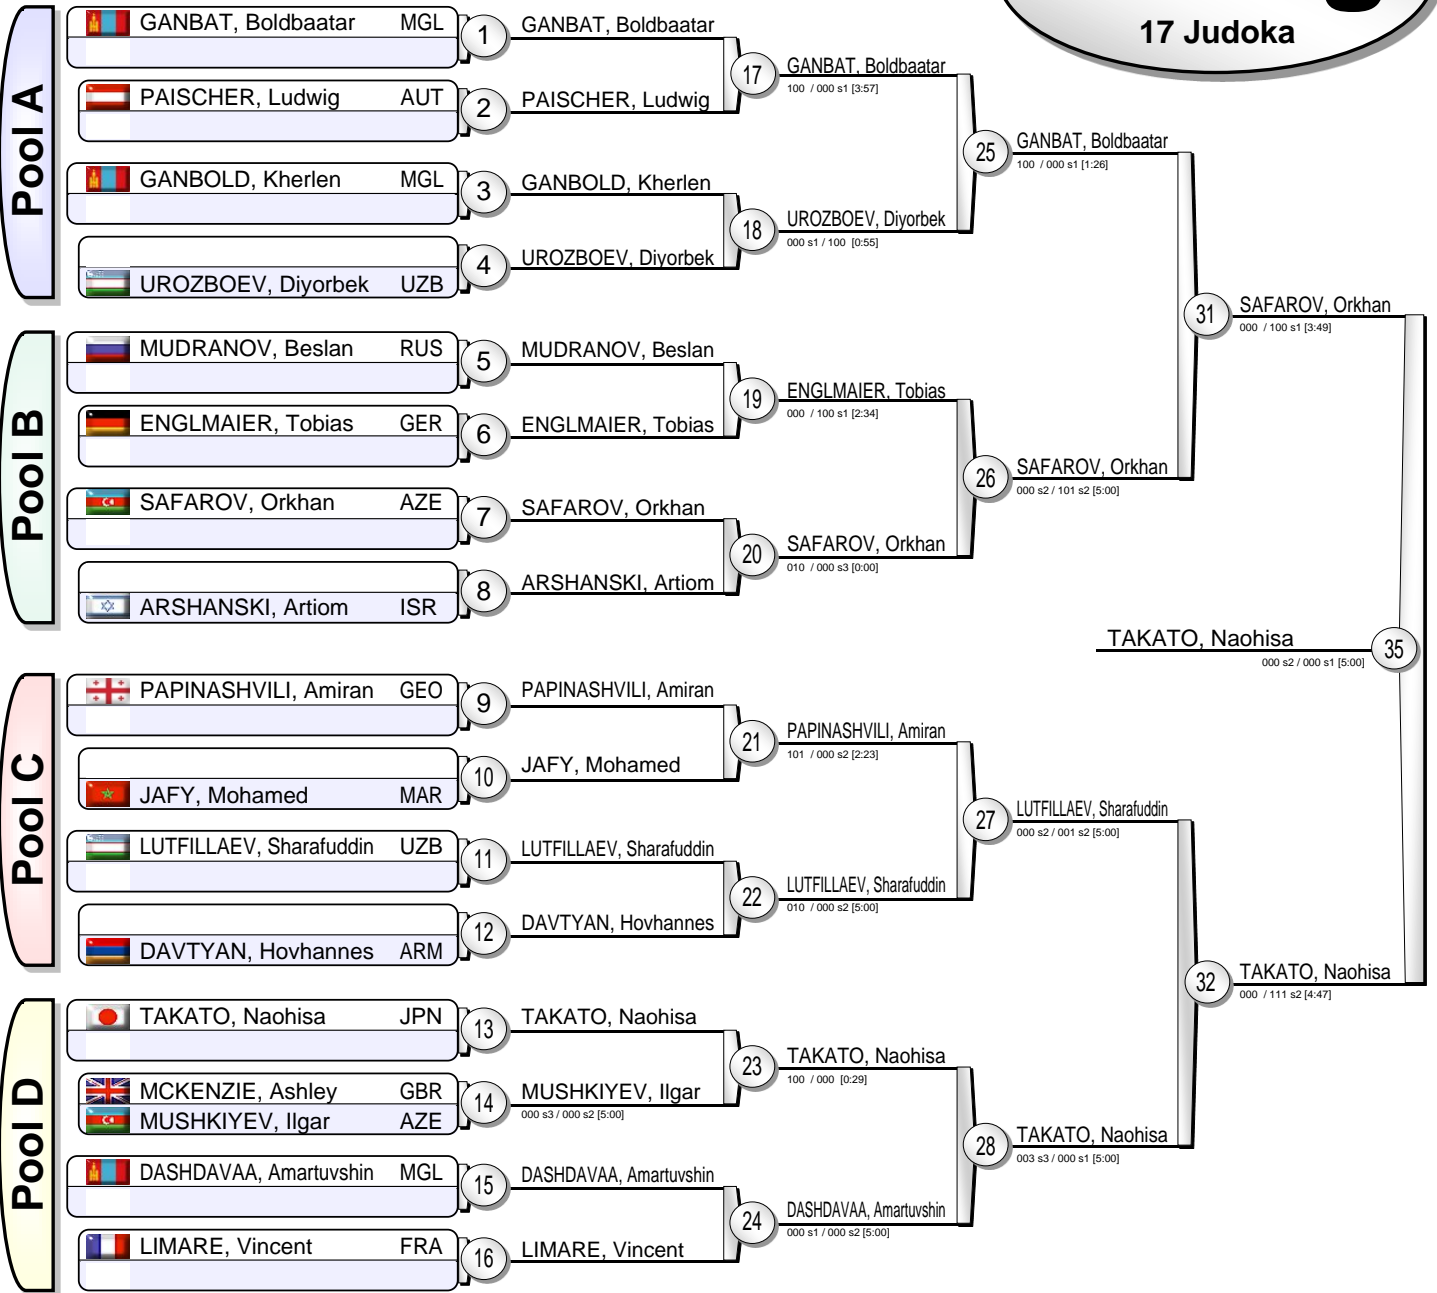 17 Judoka
Pool A
GANBAT, Boldbaatar MGL
1
GANBAT, Boldbaatar
PAISCHER, Ludwig AUT
2
PAISCHER, Ludwig
17
GANBAT, Boldbaatar
100 / 000 s1 [3:57]
GANBOLD, Kherlen MGL
3
GANBOLD, Kherlen
UROZBOEV, Diyorbek UZB
4
UROZBOEV, Diyorbek
18
UROZBOEV, Diyorbek
000 s1 / 100 [0:55]
25
GANBAT, Boldbaatar
100 / 000 s1 [1:26]
Pool B
MUDRANOV, Beslan RUS
5
MUDRANOV, Beslan
ENGLMAIER, Tobias GER
6
ENGLMAIER, Tobias
19
ENGLMAIER, Tobias
000 / 100 s1 [2:34]
SAFAROV, Orkhan AZE
7
SAFAROV, Orkhan
ARSHANSKI, Artiom ISR
8
ARSHANSKI, Artiom
20
SAFAROV, Orkhan
010 / 000 s3 [0:00]
26
SAFAROV, Orkhan
000 s2 / 101 s2 [5:00]
31
SAFAROV, Orkhan
000 / 100 s1 [3:49]
TAKATO, Naohisa
000 s2 / 000 s1 [5:00]
35
Pool C
PAPINASHVILI, Amiran GEO
9
PAPINASHVILI, Amiran
JAFY, Mohamed MAR
10
JAFY, Mohamed
21
PAPINASHVILI, Amiran
101 / 000 s2 [2:23]
LUTFILLAEV, Sharafuddin UZB
11
LUTFILLAEV, Sharafuddin
DAVTYAN, Hovhannes ARM
12
DAVTYAN, Hovhannes
22
LUTFILLAEV, Sharafuddin
010 / 000 s2 [5:00]
27
LUTFILLAEV, Sharafuddin
000 s2 / 001 s2 [5:00]
Pool D
TAKATO, Naohisa JPN
13
TAKATO, Naohisa
MCKENZIE, Ashley GBR
MUSHKIYEV, Ilgar AZE
14
MUSHKIYEV, Ilgar
000 s3 / 000 s2 [5:00]
23
TAKATO, Naohisa
100 / 000 [0:29]
DASHDAVAA, Amartuvshin MGL
15
DASHDAVAA, Amartuvshin
LIMARE, Vincent FRA
16
LIMARE, Vincent
24
DASHDAVAA, Amartuvshin
000 s1 / 000 s2 [5:00]
28
TAKATO, Naohisa
003 s3 / 000 s1 [5:00]
32
TAKATO, Naohisa
000 / 111 s2 [4:47]